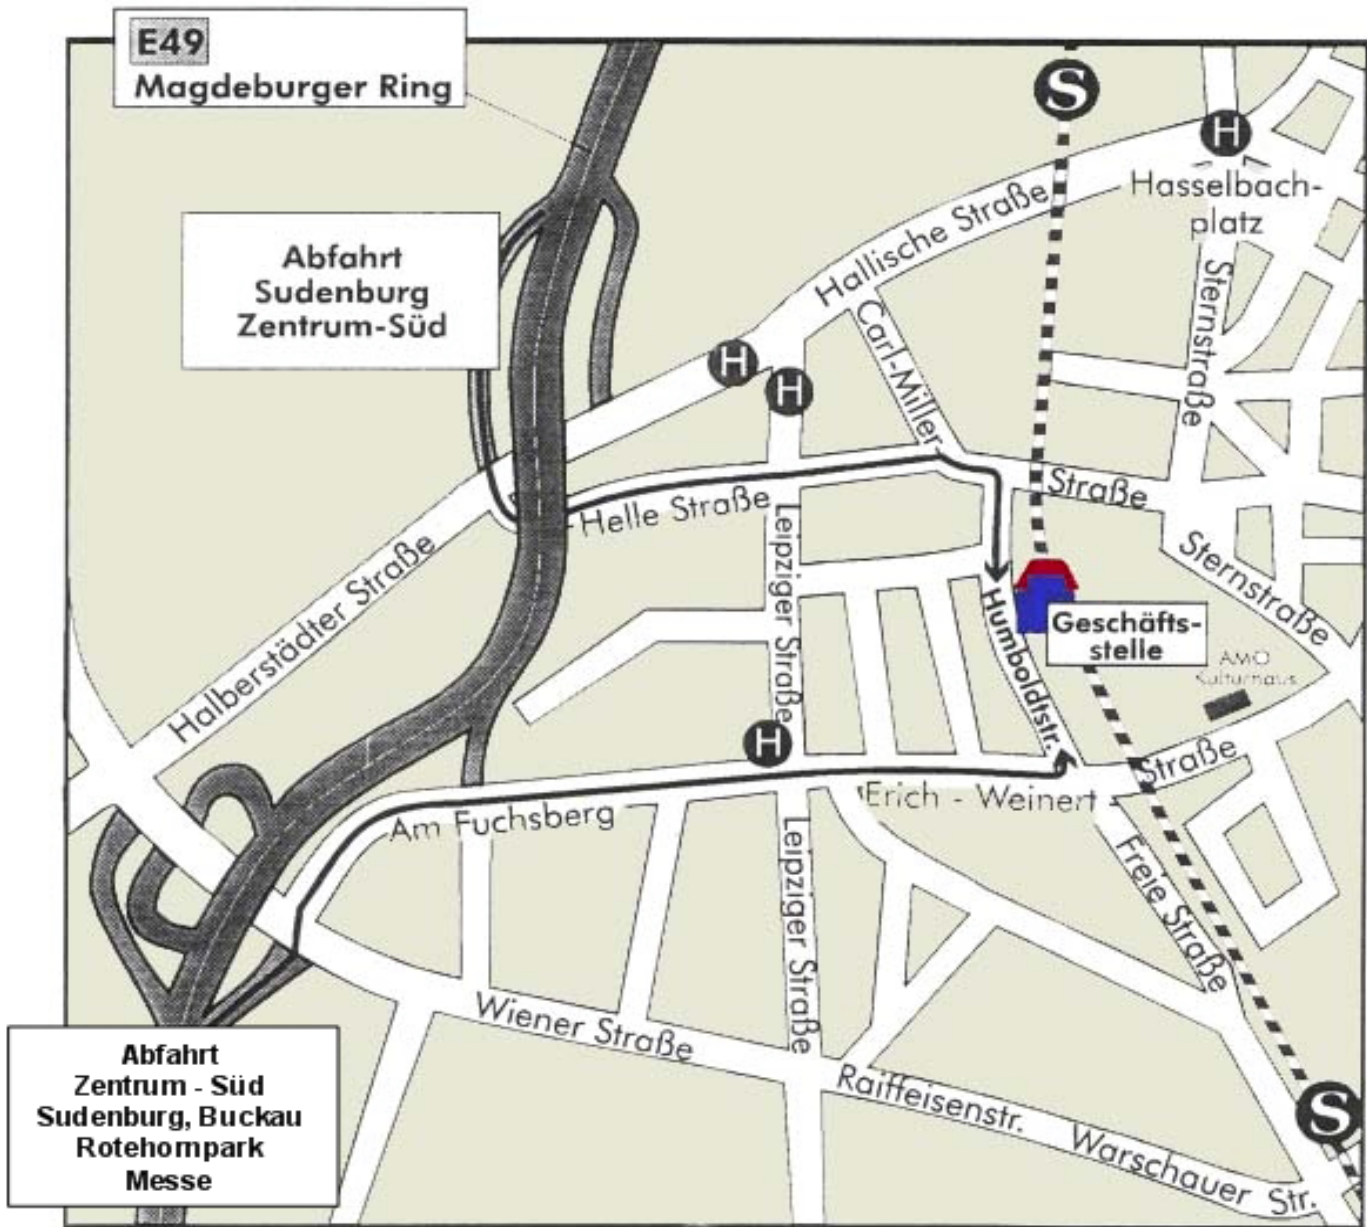 E49
Magdeburger Ring
S
H
Hasselbach-
platz
Abfahrt
Sudenburg
Zentrum-Süd
Hallische Straße
Sternstraße
Carl-Miller
H
H
Straße
Helle Straße
Leipziger Straße
Halberstädter Straße
Sternstraße
Humboldtstr.
Geschäfts-
stelle
AMO
Kulturhaus
H
Straße
Erich - Weinert -
Am Fuchsberg
Leipziger Straße
Freie Straße
Wiener Straße
Raiffeisenstr.
Warschauer Str.
S
Abfahrt
Zentrum - Süd
Sudenburg, Buckau
Rotehornpark
Messe